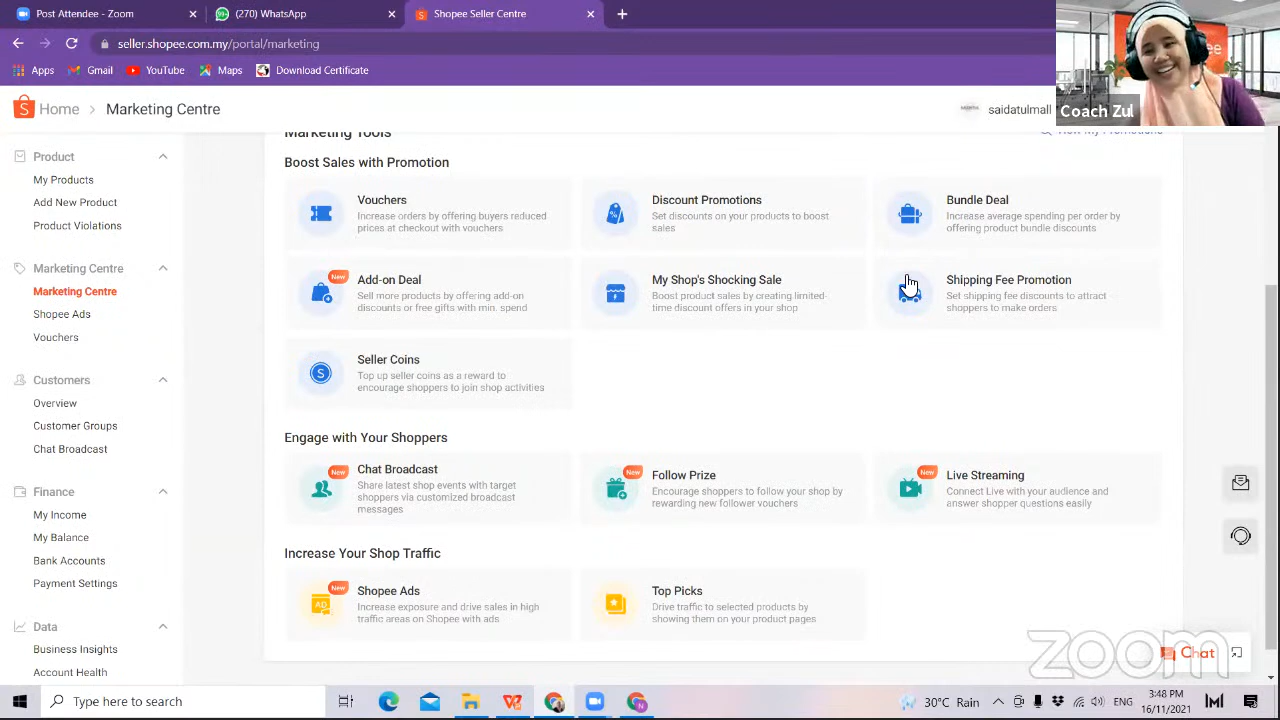 Post Attendee - Zoom
(270) WhatsApp
Shopee Seller Centre
seller.shopee.com.my/portal/marketing
Apps
Gmail
YouTube
Maps
Download Certificate
Coach Zul
Home > Marketing Centre
saidatulmall
Marketing Tools
View My Promotions
Product
My Products
Add New Product
Product Violations
Marketing Centre
Marketing Centre
Shopee Ads
Vouchers
Customers
Overview
Customer Groups
Chat Broadcast
Finance
My Income
My Balance
Bank Accounts
Payment Settings
Data
Business Insights
Account Health
Boost Sales with Promotion
Vouchers
Increase orders by offering buyers reduced
prices at checkout with vouchers
Discount Promotions
Set discounts on your products to boost
sales
Bundle Deal
Increase average spending per order by
offering product bundle discounts
New
Add-on Deal
Sell more products by offering add-on
discounts or free gifts with min. spend
My Shop's Shocking Sale
Boost product sales by creating limited-
time discount offers in your shop
Shipping Fee Promotion
Set shipping fee discounts to attract
shoppers to make orders
Seller Coins
Top up seller coins as a reward to
encourage shoppers to join shop activities
Engage with Your Shoppers
New
Chat Broadcast
Share latest shop events with target
shoppers via customized broadcast
messages
New
Follow Prize
Encourage shoppers to follow your shop by
rewarding new follower vouchers
New
Live Streaming
Connect Live with your audience and
answer shopper questions easily
Increase Your Shop Traffic
New
AD
Shopee Ads
Increase exposure and drive sales in high
traffic areas on Shopee with ads
Top Picks
Drive traffic to selected products by
showing them on your product pages
zoom
Chat
Type here to search
30°C Rain
ENG
3:48 PM
16/11/2021